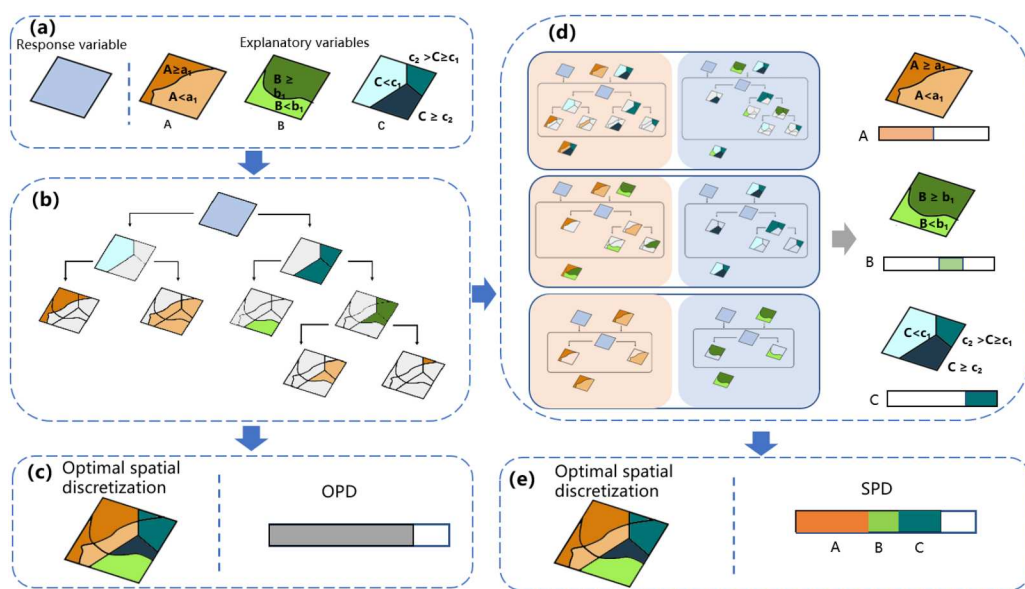 (a)
Response variable
Explanatory variables
A≥a₁
A<a₁
A
B ≥
b₁
B<b₁
B
c₂ >C≥c₁
C<c₁
C ≥ c₂
C
(b)
(c)
Optimal spatial
discretization
OPD
(d)
A ≥ a₁
A<a₁
A
B ≥ b₁
B<b₁
B
C<c₁
c₂ >C≥c₁
C ≥ c₂
C
(e)
Optimal spatial
discretization
SPD
A B C